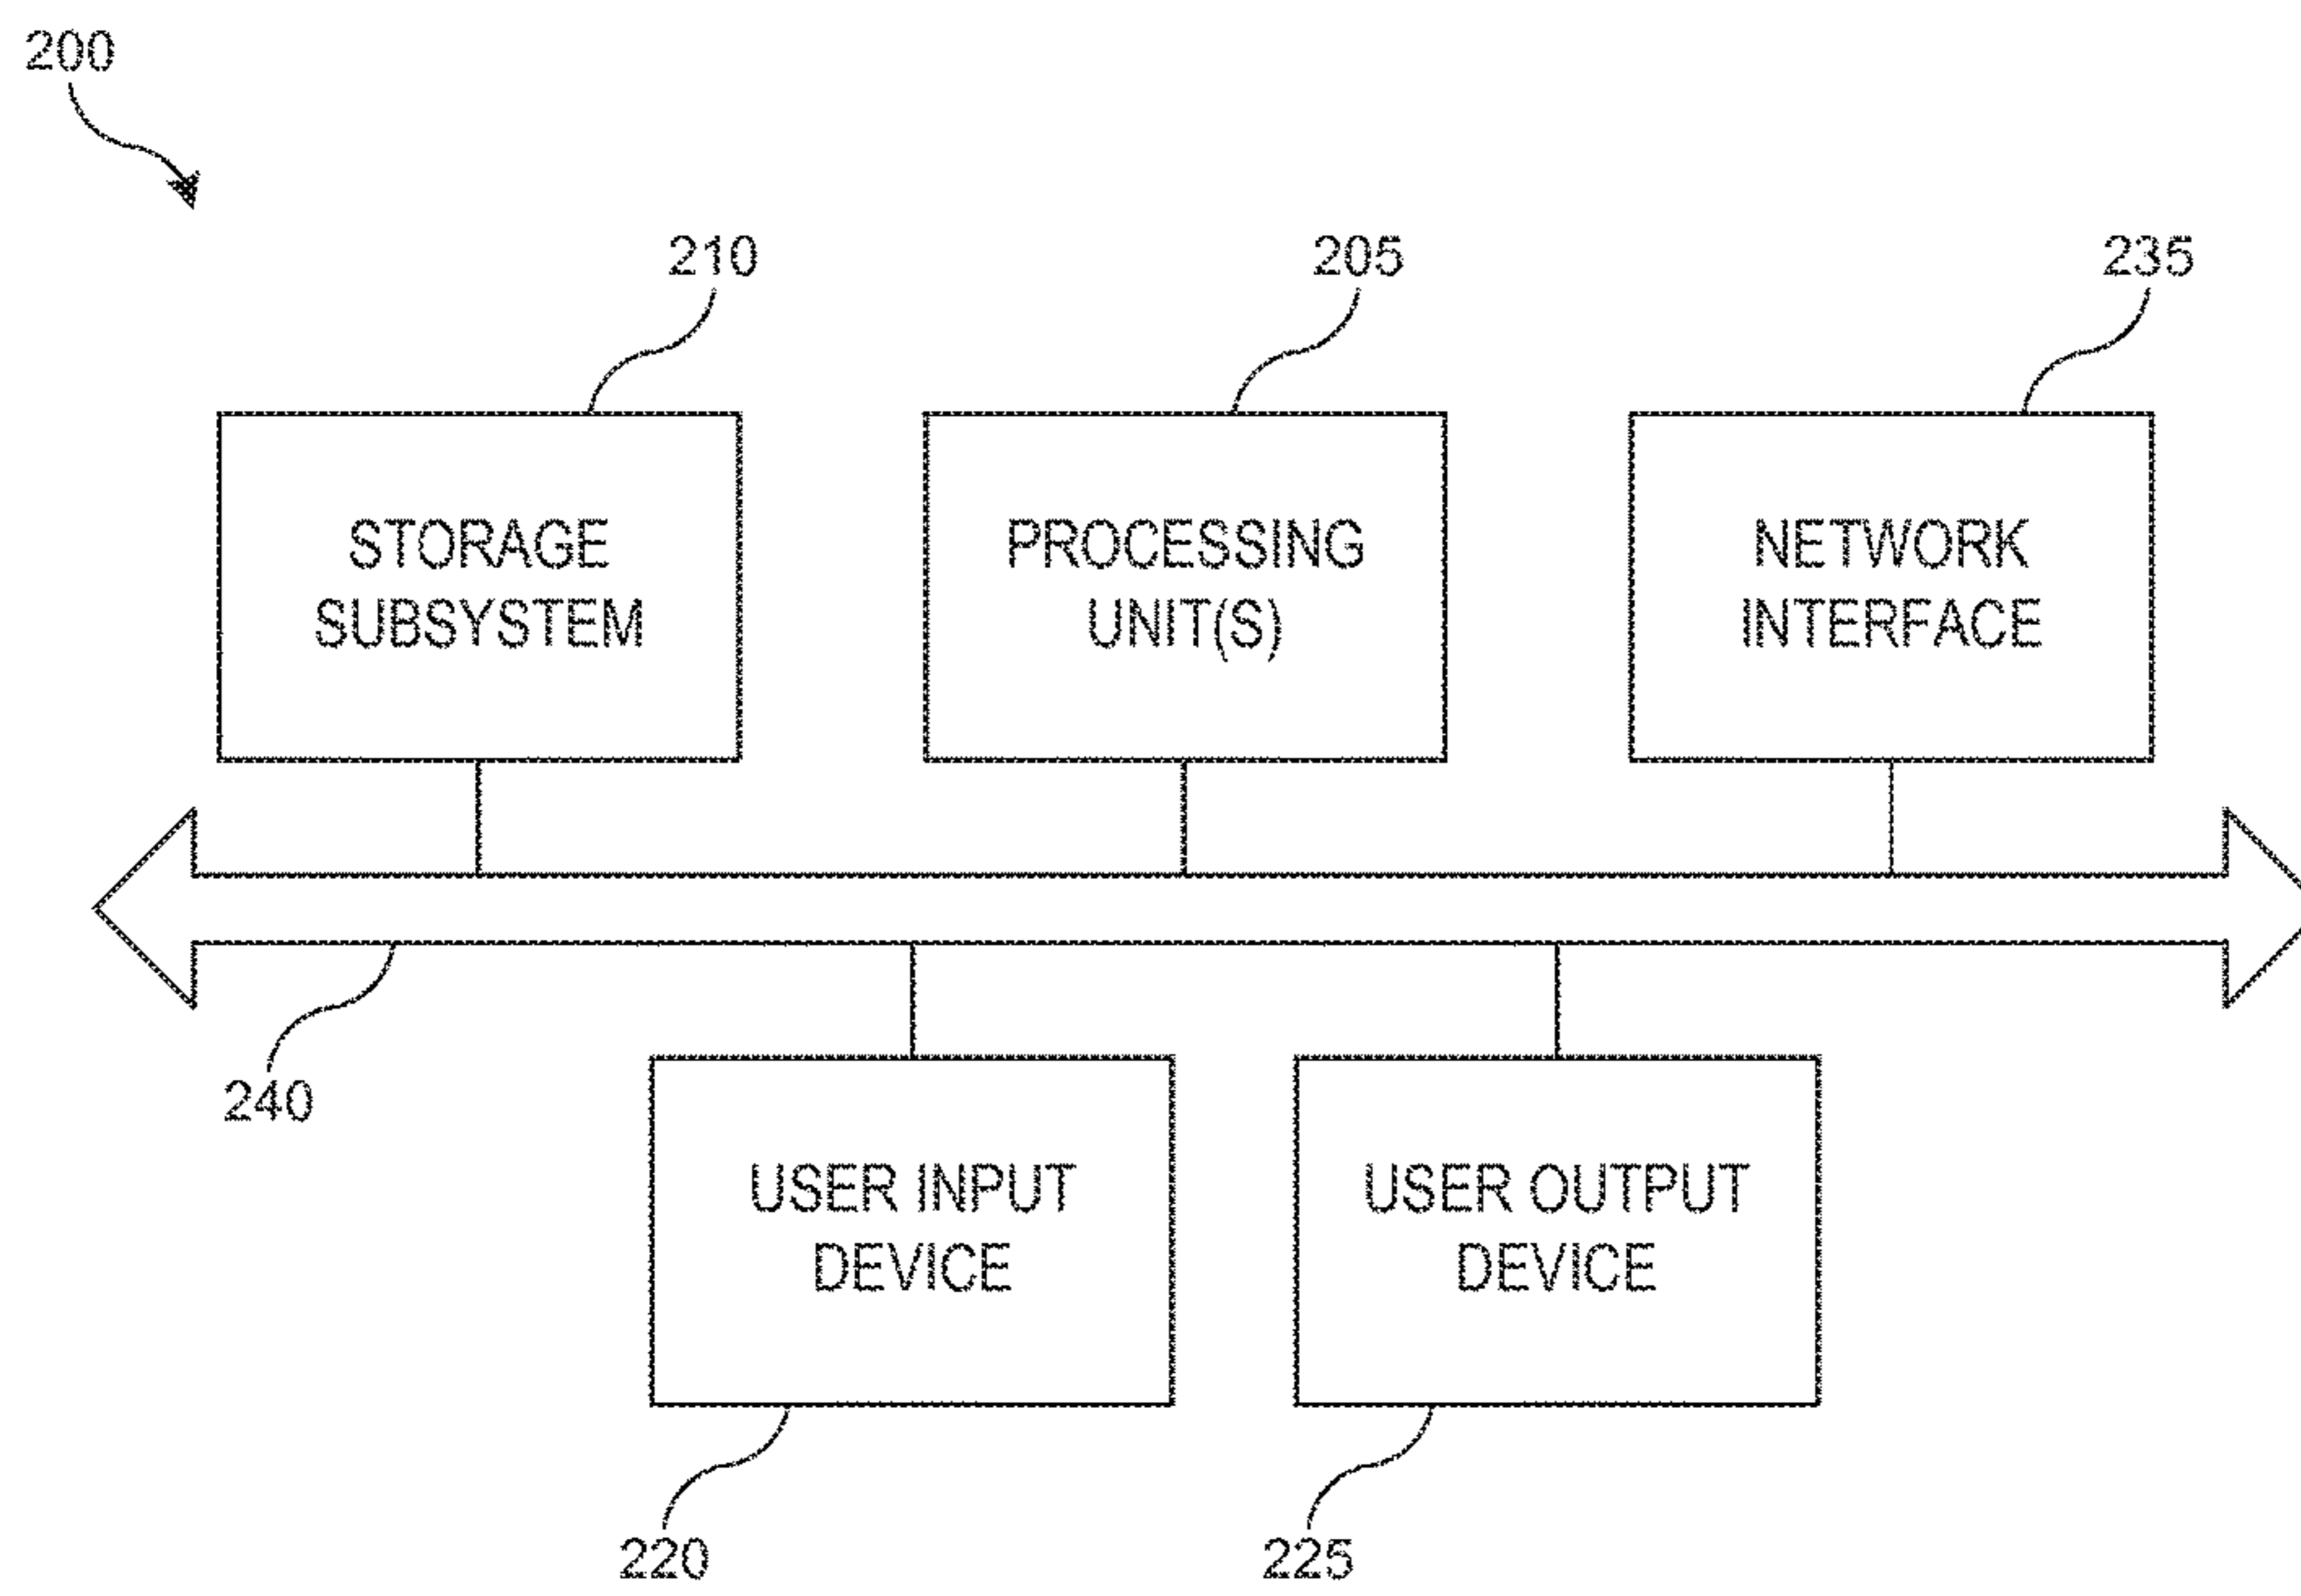 200
210
205
235
STORAGE
SUBSYSTEM
PROCESSING
UNIT(S)
NETWORK
INTERFACE
240
USER INPUT
DEVICE
USER OUTPUT
DEVICE
220
225